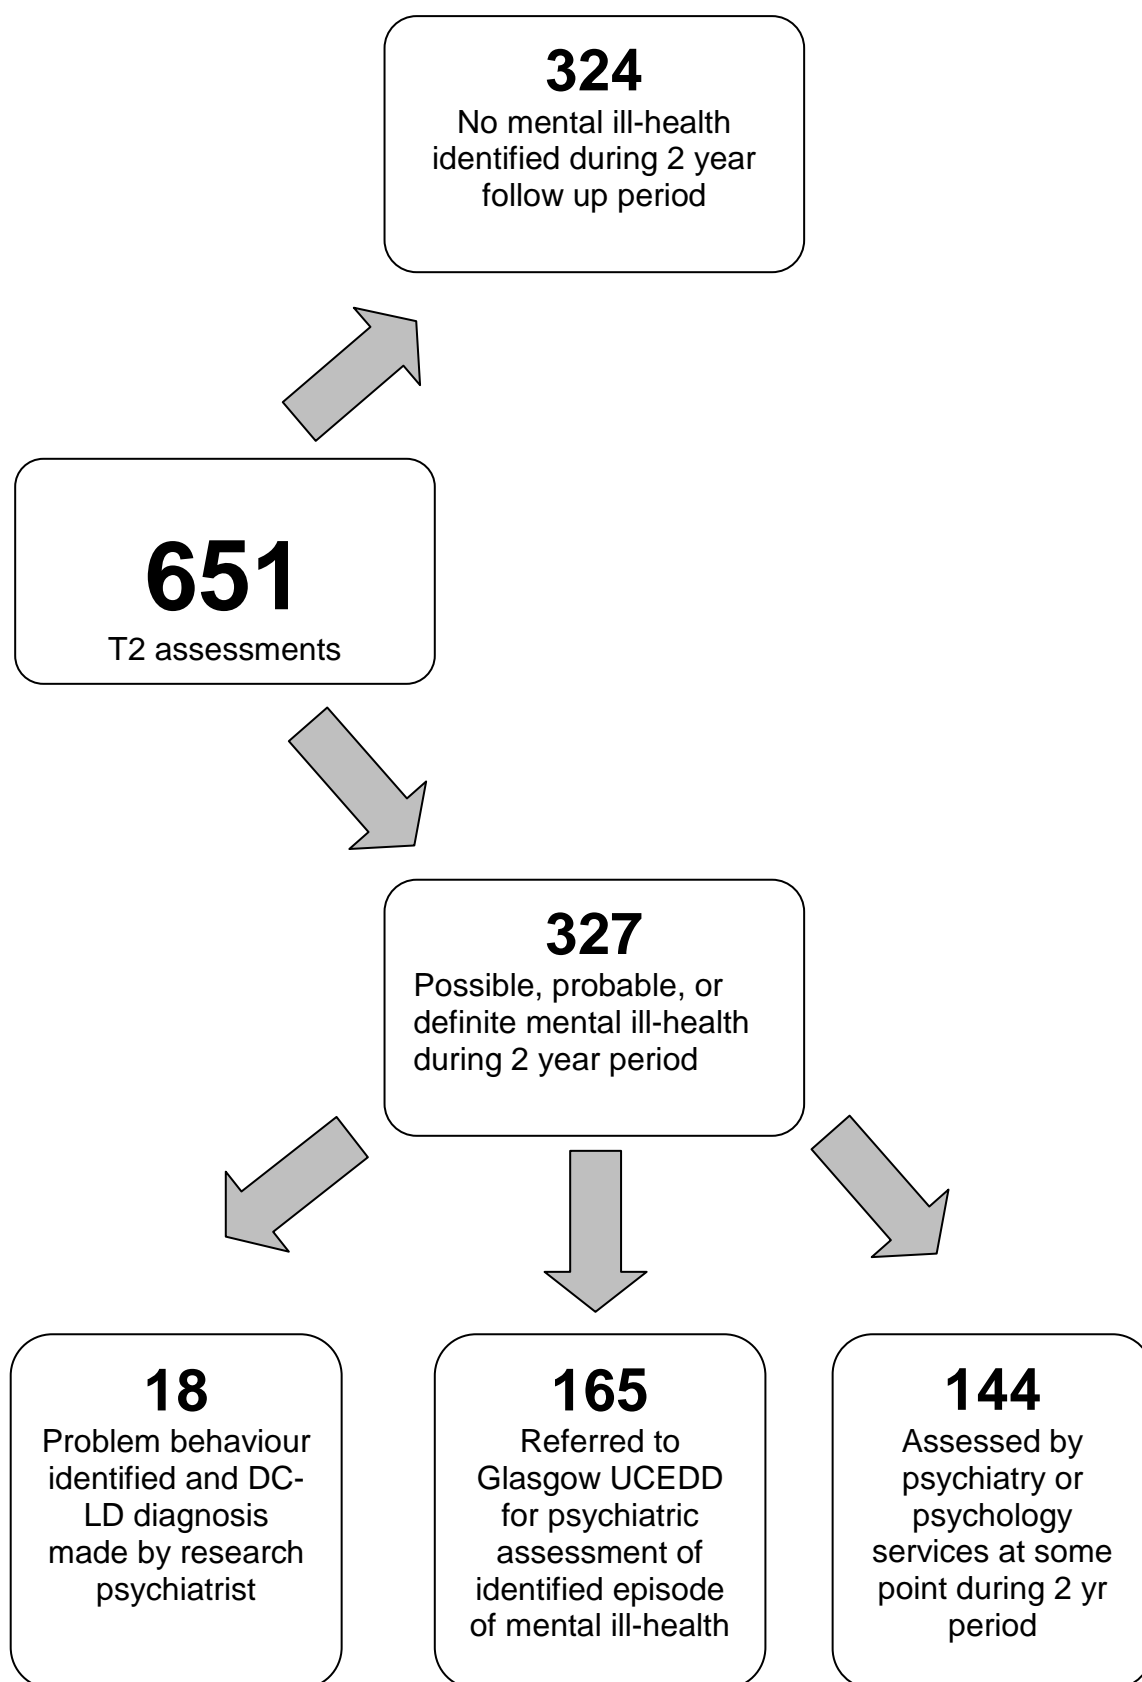 324
No mental ill-health
identified during 2 year
follow up period
651
T2 assessments
327
Possible, probable, or
definite mental ill-health
during 2 year period
18
Problem behaviour
identified and DC-
LD diagnosis
made by research
psychiatrist
165
Referred to
Glasgow UCEDD
for psychiatric
assessment of
identified episode
of mental ill-health
144
Assessed by
psychiatry or
psychology
services at some
point during 2 yr
period